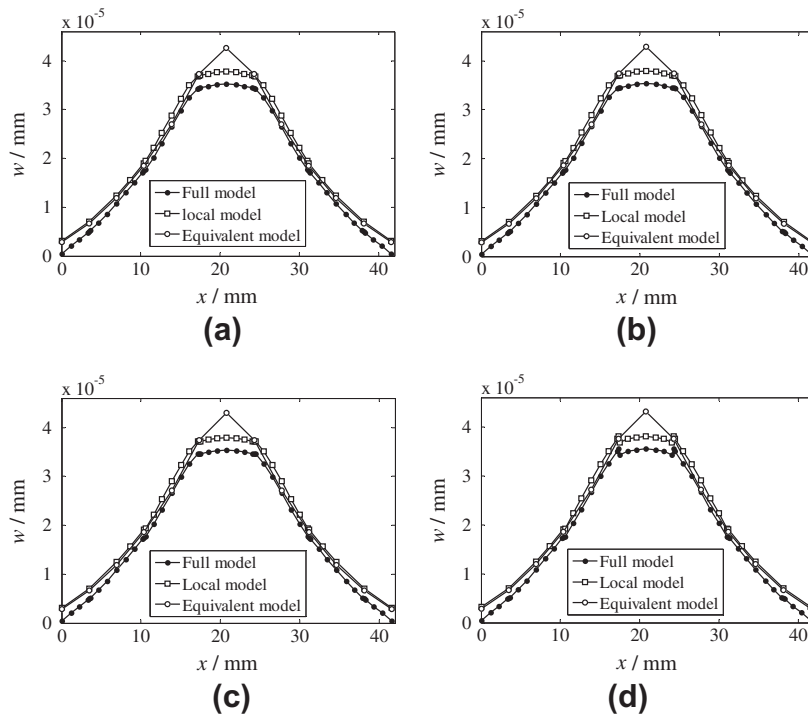 x 10-5
4
3
2
1
0
w / mm
Full model
local model
Equivalent model
0 10 20 30 40
x / mm
(a)
x 10-5
4
3
2
1
0
w / mm
Full model
Local model
Equivalent model
0 10 20 30 40
x / mm
(b)
x 10-5
4
3
2
1
0
w / mm
Full model
Local model
Equivalent model
0 10 20 30 40
x / mm
(c)
x 10-5
4
3
2
1
0
w / mm
Full model
Local model
Equivalent model
0 10 20 30 40
x / mm
(d)